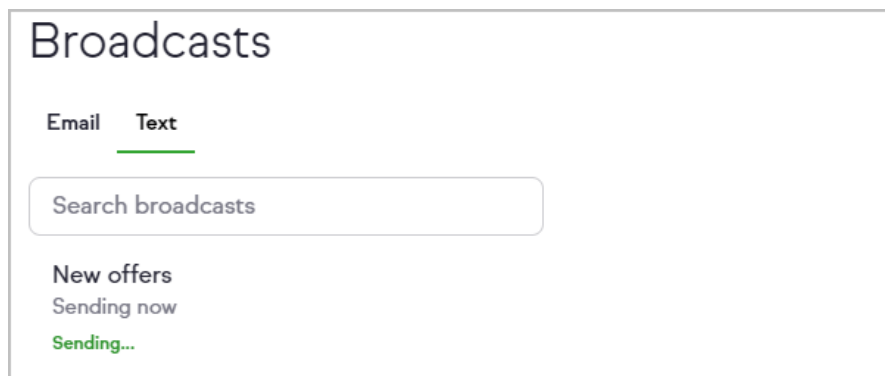 Broadcasts
Email Text
Search broadcasts
New offers
Sending now
Sending...